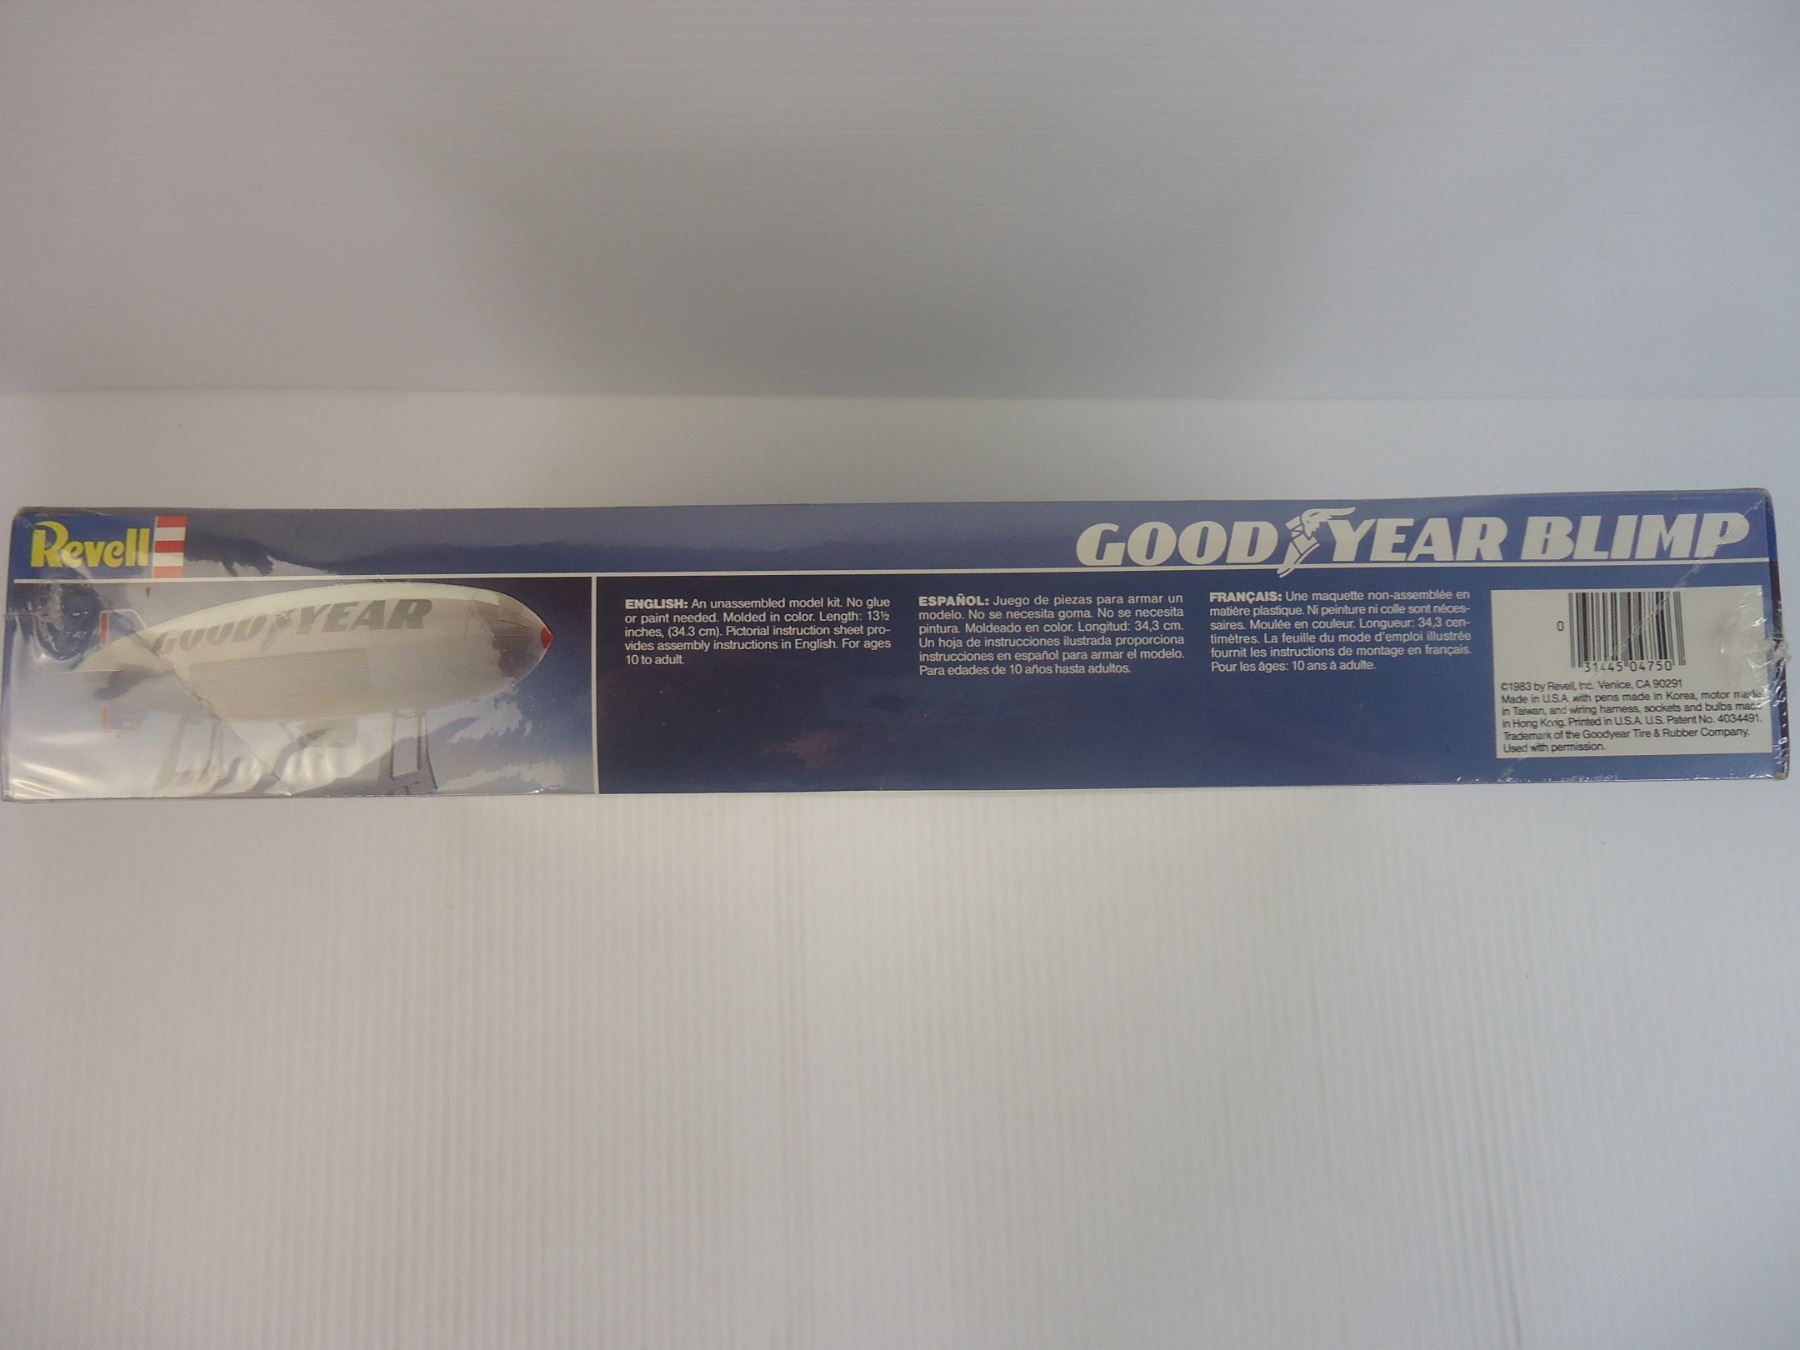 Revell
GOODYEAR BLIMP
GOODYEAR
ENGLISH: An unassembled model kit. No glue
or paint needed. Molded in color. Length: 13½
inches, (34.3 cm). Pictorial instruction sheet pro-
vides assembly instructions in English. For ages
10 to adult.
ESPAÑOL: Juego de piezas para armar un
modelo. No se necesita goma. No se necesita
pintura. Moldeado en color. Longitud: 34,3 cm.
Un hoja de instrucciones ilustrada proporciona
instrucciones en español para armar el modelo.
Para edades de 10 años hasta adultos.
FRANÇAIS: Une maquette non-assemblée en
matière plastique. Ni peinture ni colle sont néces-
saires. Moulée en couleur. Longueur: 34,3 cen-
timètres. La feuille du mode d'emploi illustrée
fournit les instructions de montage en français.
Pour les âges: 10 ans à adulte.
0
31445 04750
©1983 by Revell, Inc. Venice, CA 90291
Made in U.S.A. with pens made in Korea, motor made
in Taiwan, and wiring harness, sockets and bulbs made
in Hong Kong. Printed in U.S.A. U.S. Patent No. 4034491.
Trademark of the Goodyear Tire & Rubber Company.
Used with permission.